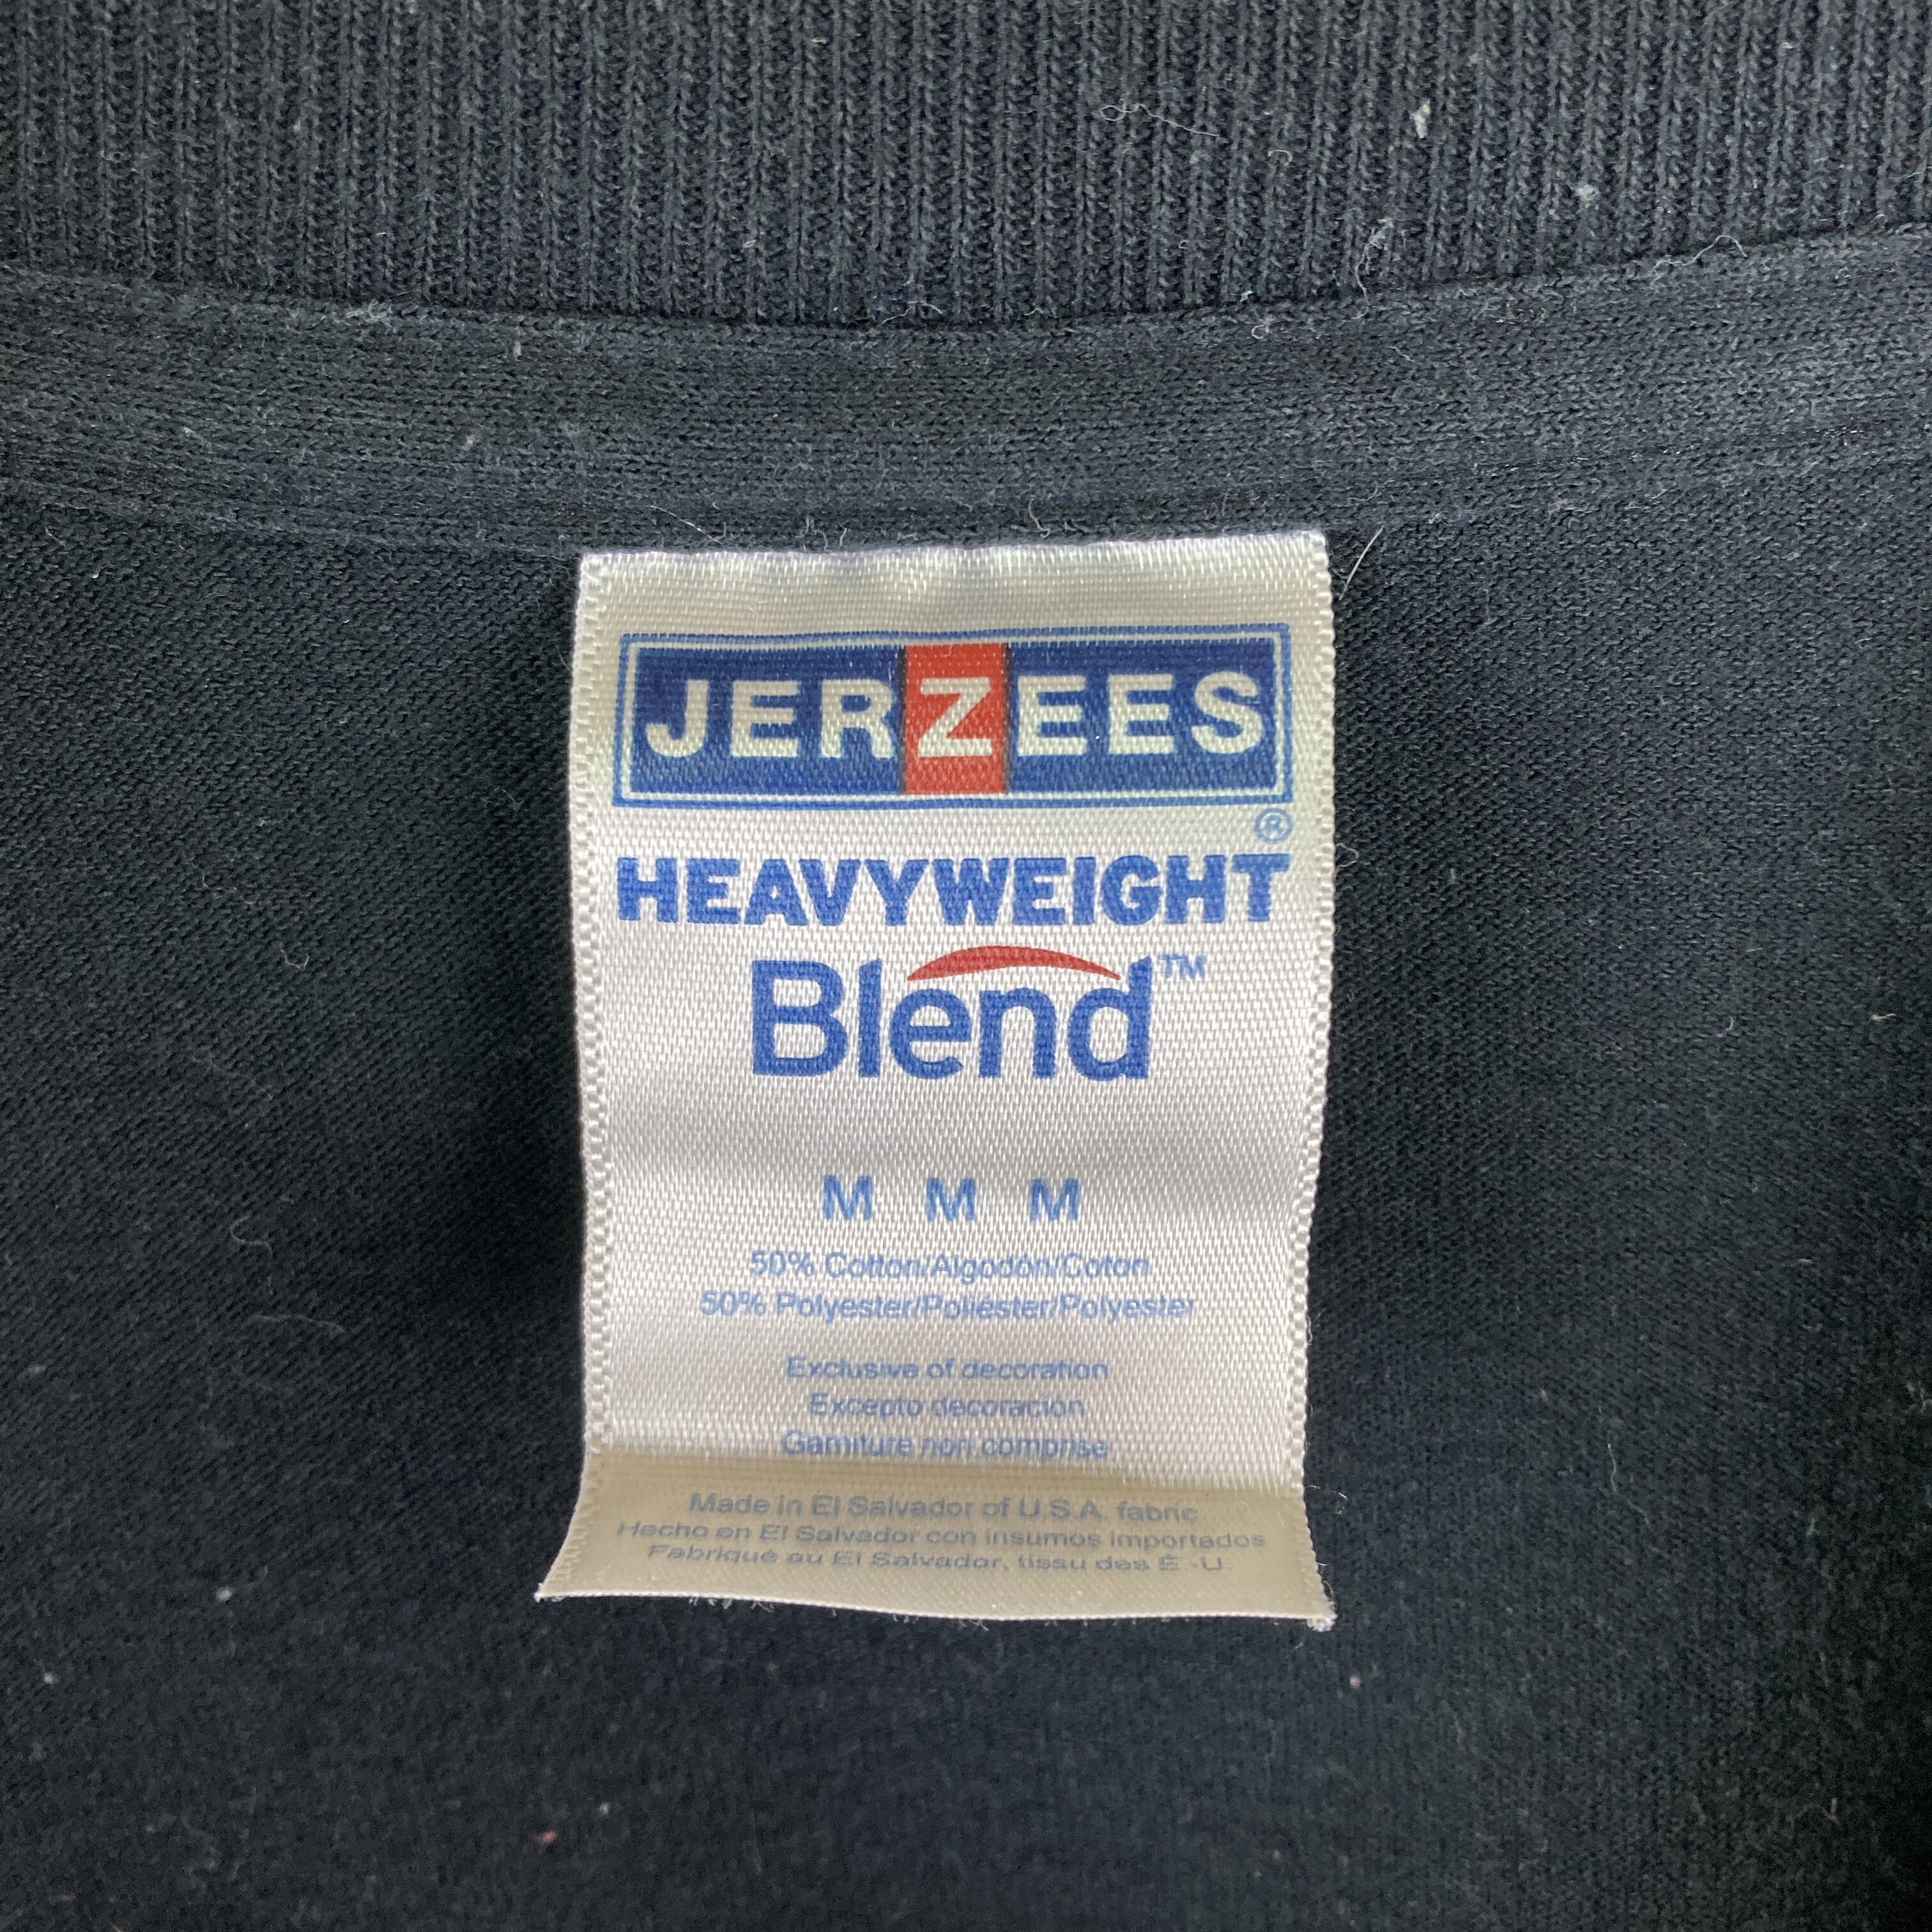 JERZEES
®
HEAVYWEIGHT
Blend™
M M M
50% Cotton/Algodón/Coton
50% Polyester/Poliéster/Polyester
Exclusive of decoration
Excepto decoración
Garniture non comprise
Made in El Salvador of U.S.A. fabric
Hecho en El Salvador con insumos importados
Fabriqué au El Salvador, tissu des É.-U.